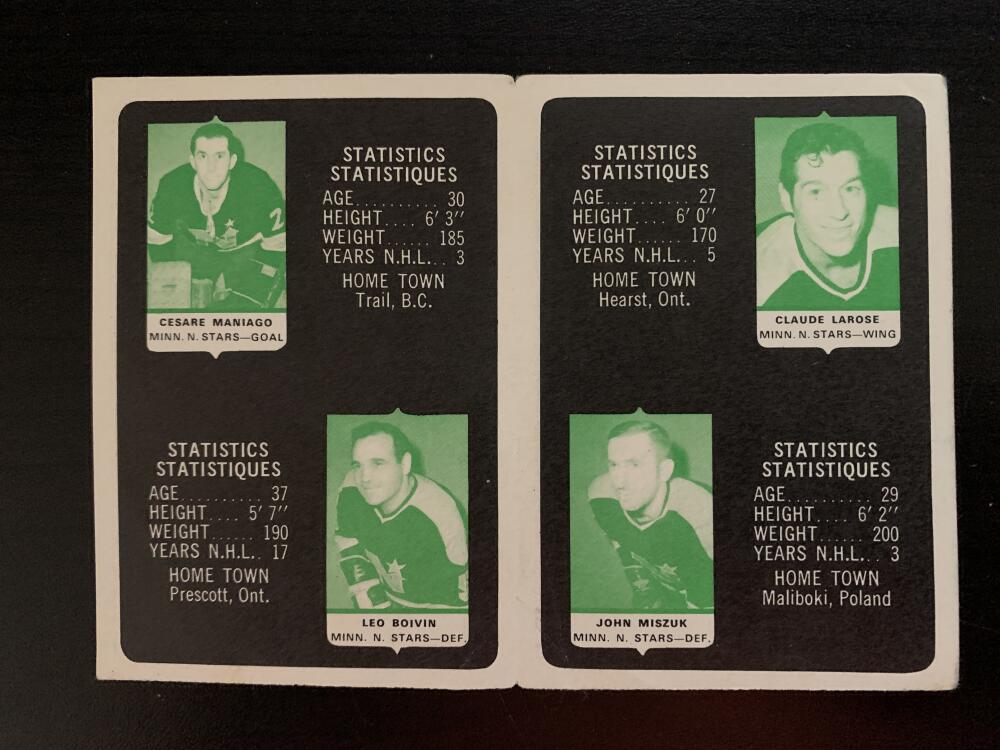 STATISTICS
STATISTIQUES
AGE.......... 30
HEIGHT.... 6' 3"
WEIGHT...... 185
YEARS N.H.L... 3
HOME TOWN
Trail, B.C.
2
CESARE MANIAGO
MINN. N. STARS—GOAL
STATISTICS
STATISTIQUES
AGE.......... 37
HEIGHT.... 5' 7"
WEIGHT...... 190
YEARS N.H.L.. 17
HOME TOWN
Prescott, Ont.
LEO BOIVIN
MINN. N. STARS—DEF.
STATISTICS
STATISTIQUES
AGE.......... 27
HEIGHT.... 6' 0"
WEIGHT...... 170
YEARS N.H.L... 5
HOME TOWN
Hearst, Ont.
CLAUDE LAROSE
MINN. N. STARS—WING
JOHN MISZUK
MINN. N. STARS—DEF.
STATISTICS
STATISTIQUES
AGE.......... 29
HEIGHT.... 6' 2"
WEIGHT...... 200
YEARS N.H.L... 3
HOME TOWN
Maliboki, Poland